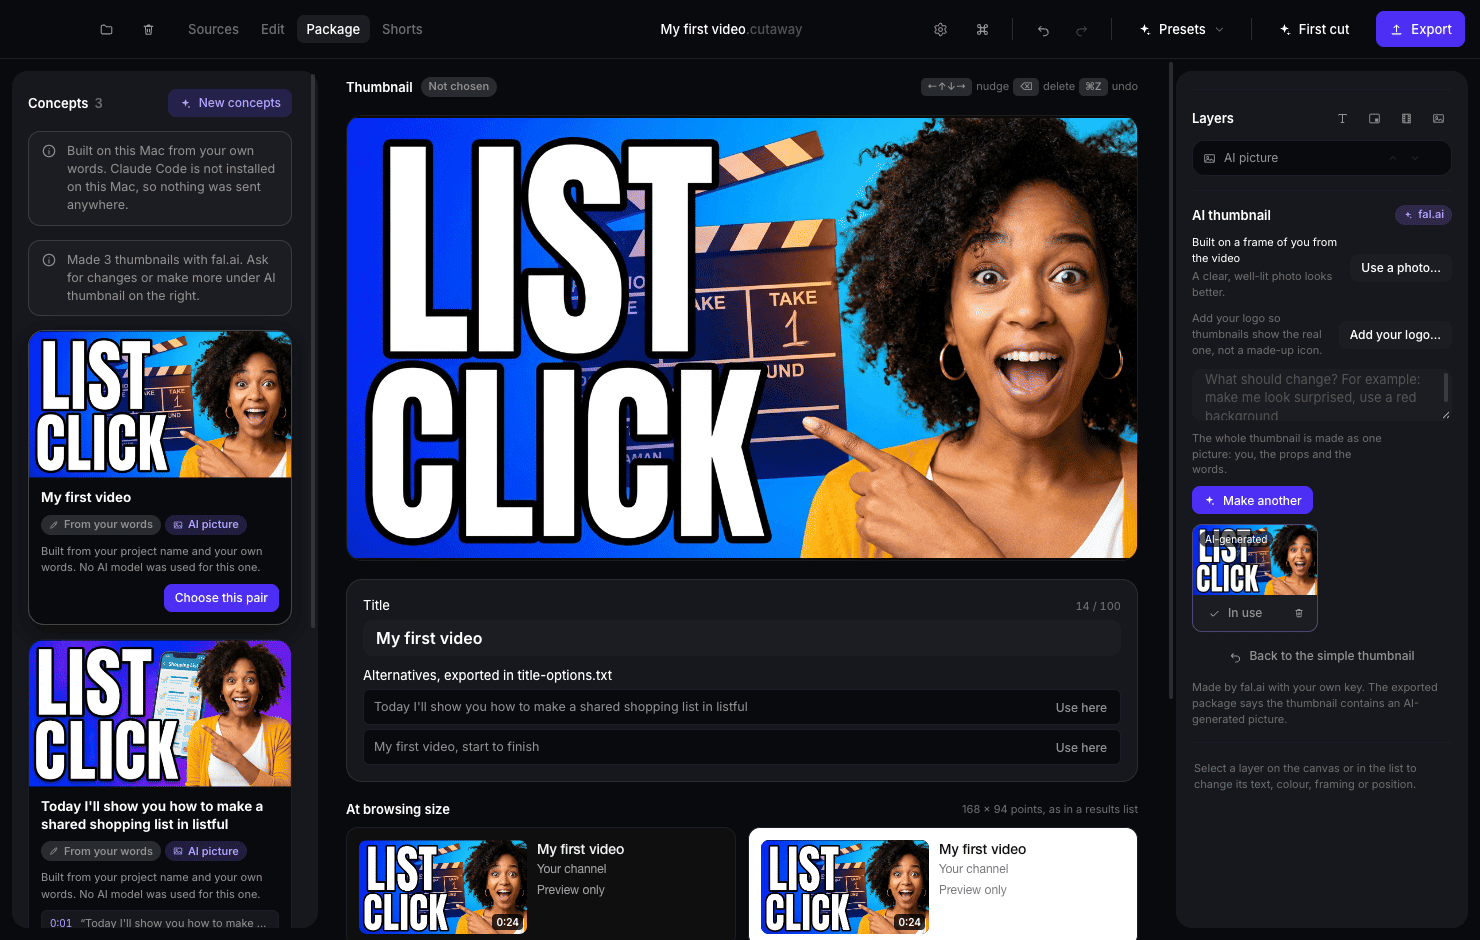 Sources
Edit
Package
Shorts
My first video.cutaway
Presets
First cut
Export
Concepts 3
New concepts
Built on this Mac from your own
words. Claude Code is not installed
on this Mac, so nothing was sent
anywhere.
Made 3 thumbnails with fal.ai. Ask
for changes or make more under AI
thumbnail on the right.
LIST
CLICK
TAKE
1
UND
My first video
From your words
AI picture
Built from your project name and your own
words. No AI model was used for this one.
Choose this pair
LIST
CLICK
Shopping List
Today I'll show you how to make a
shared shopping list in listful
From your words
AI picture
Built from your project name and your own
words. No AI model was used for this one.
0:01 “Today I'll show you how to make ...
Thumbnail
Not chosen
←↑↓→ nudge ⌫ delete ⌘Z undo
LIST
CLICK
AKE
TAKE
1
UND
AMAN
Title
14 / 100
My first video
Alternatives, exported in title-options.txt
Today I'll show you how to make a shared shopping list in listful
Use here
My first video, start to finish
Use here
At browsing size
168 × 94 points, as in a results list
LIST
CLICK
0:24
My first video
Your channel
Preview only
LIST
CLICK
0:24
My first video
Your channel
Preview only
Layers
T
AI picture
AI thumbnail
fal.ai
Built on a frame of you from
the video
A clear, well-lit photo looks
better.
Use a photo...
Add your logo so
thumbnails show the real
one, not a made-up icon.
Add your logo...
What should change? For example:
make me look surprised, use a red
background
The whole thumbnail is made as one
picture: you, the props and the
words.
Make another
AI-generated
LIST
CLICK
In use
Back to the simple thumbnail
Made by fal.ai with your own key. The exported
package says the thumbnail contains an AI-
generated picture.
Select a layer on the canvas or in the list to
change its text, colour, framing or position.